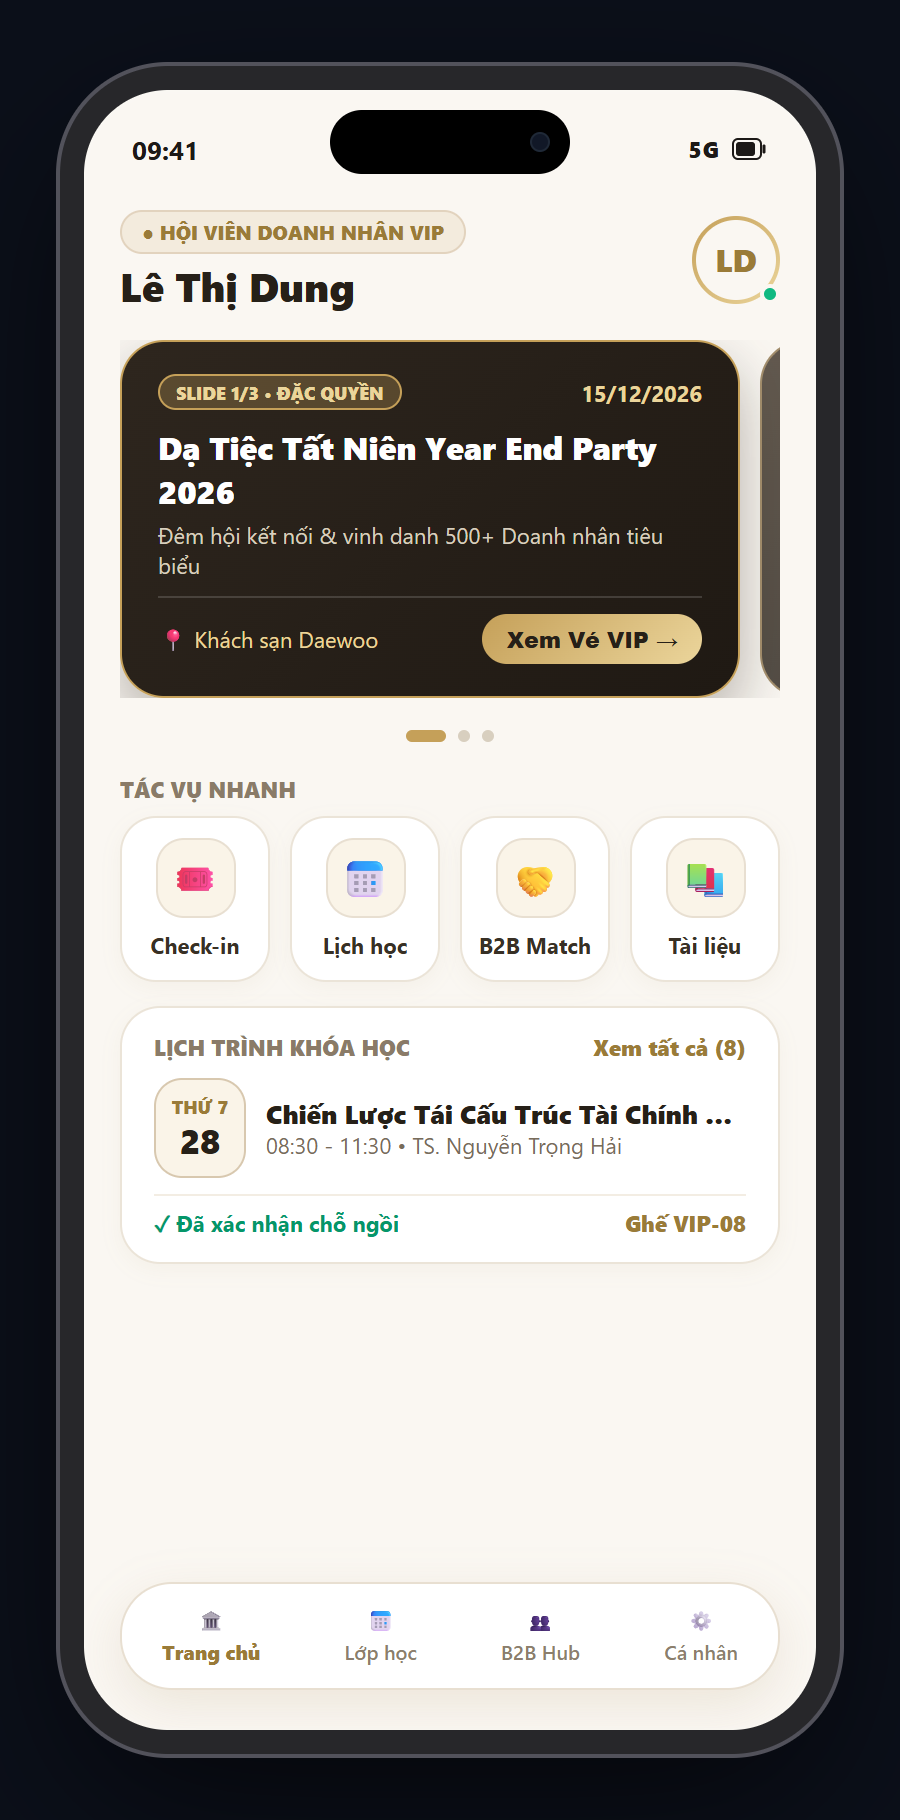 09:41
5G
• HỘI VIÊN DOANH NHÂN VIP
Lê Thị Dung
LD
SLIDE 1/3 • ĐẶC QUYỀN
15/12/2026
Dạ Tiệc Tất Niên Year End Party
2026
Đêm hội kết nối & vinh danh 500+ Doanh nhân tiêu
biểu
📍 Khách sạn Daewoo
Xem Vé VIP →
TÁC VỤ NHANH
Check-in
Lịch học
B2B Match
Tài liệu
LỊCH TRÌNH KHÓA HỌC
Xem tất cả (8)
THỨ 7
28
Chiến Lược Tái Cấu Trúc Tài Chính ...
08:30 - 11:30 • TS. Nguyễn Trọng Hải
✓ Đã xác nhận chỗ ngồi
Ghế VIP-08
Trang chủ
Lớp học
B2B Hub
Cá nhân